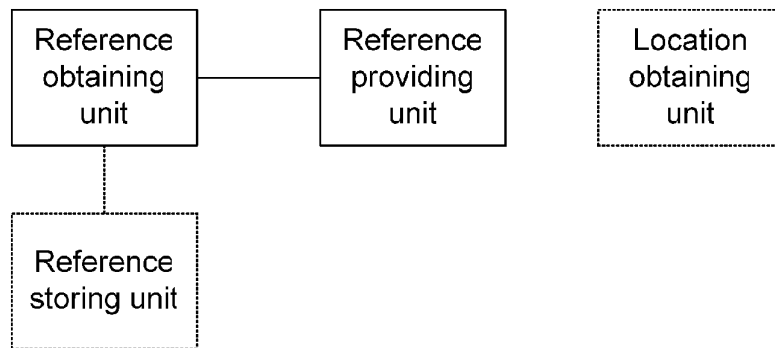 Reference
obtaining
unit
Reference
providing
unit
Location
obtaining
unit
Reference
storing unit